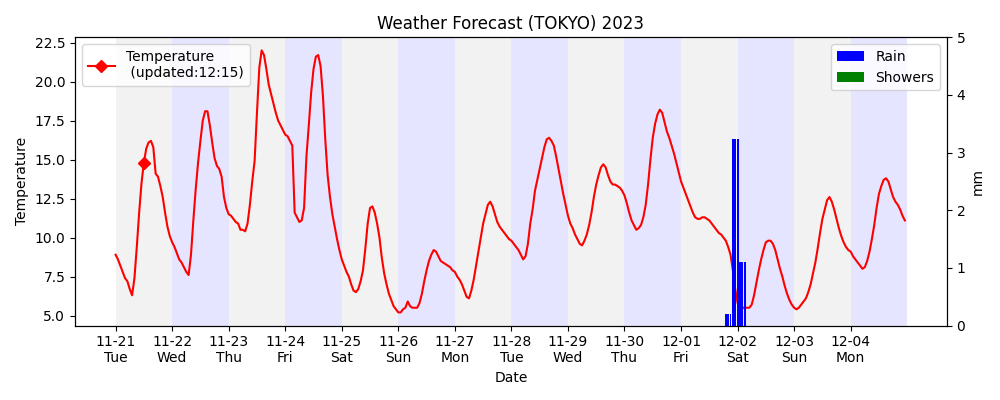 Weather Forecast (TOKYO) 2023
Temperature
(updated:12:15)
Rain
Showers
22.5
20.0
17.5
15.0
12.5
10.0
7.5
5.0
Temperature
5
4
3
2
1
0
mm
11-21 11-22 11-23 11-24 11-25 11-26 11-27 11-28 11-29 11-30 12-01 12-02 12-03 12-04
Tue Wed Thu Fri Sat Sun Mon Tue Wed Thu Fri Sat Sun Mon
Date